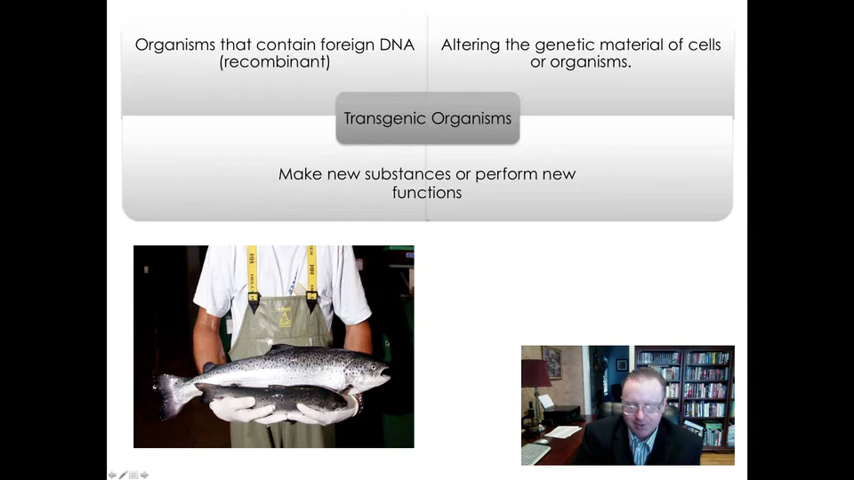 Organisms that contain foreign DNA
(recombinant)
Altering the genetic material of cells
or organisms.
Transgenic Organisms
Make new substances or perform new
functions